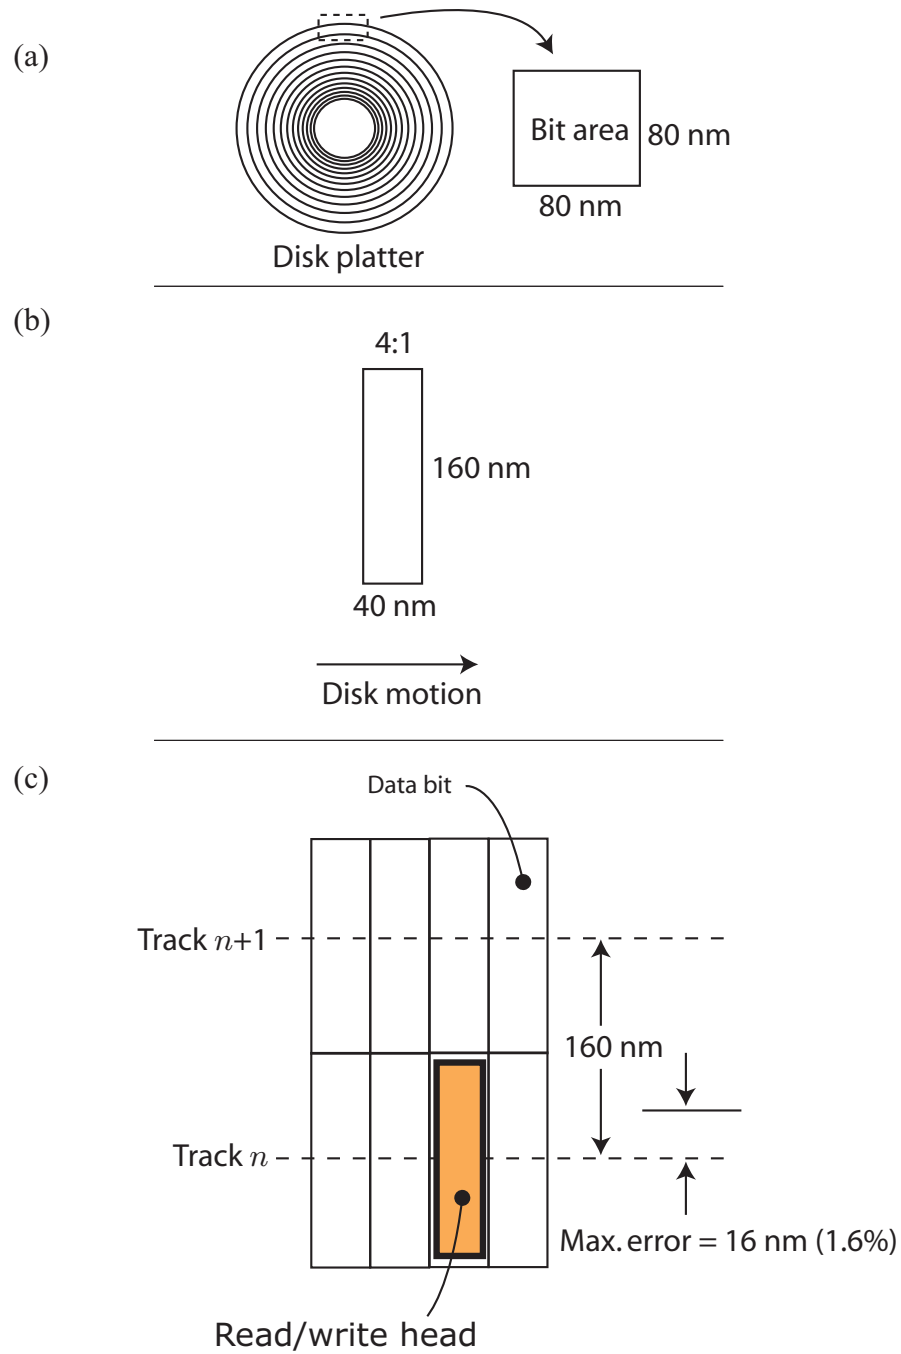 (a)
Bit area
80 nm
80 nm
Disk platter
(b)
4:1
160 nm
40 nm
Disk motion
(c)
Data bit
Track n+1
160 nm
Track n
Max. error = 16 nm (1.6%)
Read/write head